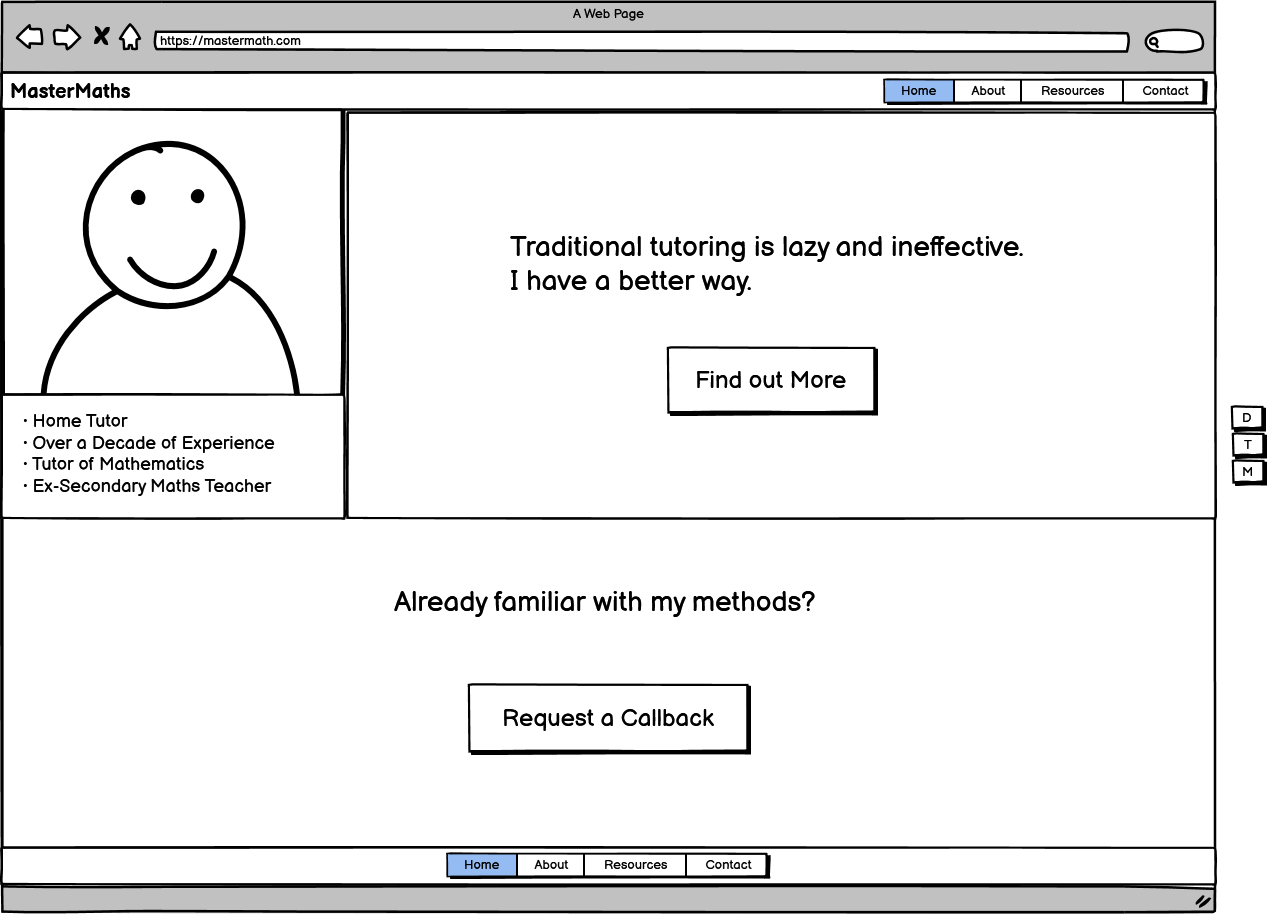 A Web Page
https://mastermath.com
MasterMaths
Home About Resources Contact
Traditional tutoring is lazy and ineffective.
I have a better way.
Find out More
· Home Tutor
· Over a Decade of Experience
· Tutor of Mathematics
· Ex-Secondary Maths Teacher
D
T
M
Already familiar with my methods?
Request a Callback
Home About Resources Contact